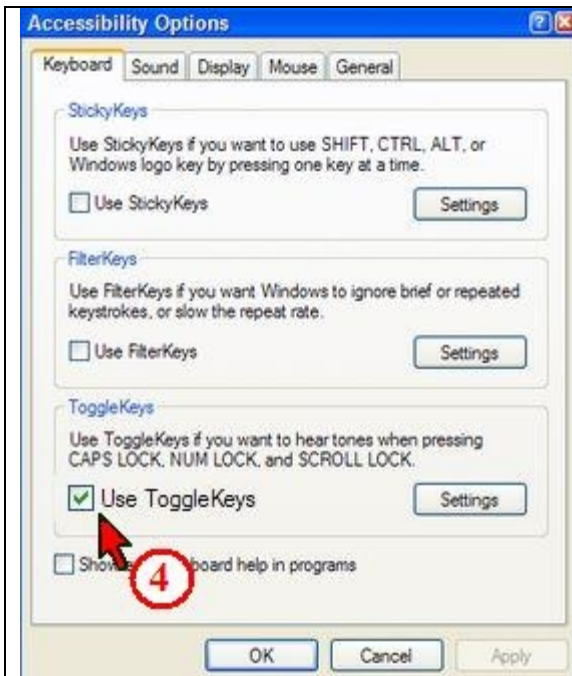 Accessibility Options
Keyboard Sound Display Mouse General
StickyKeys
Use StickyKeys if you want to use SHIFT, CTRL, ALT, or
Windows logo key by pressing one key at a time.
Use StickyKeys Settings
FilterKeys
Use FilterKeys if you want Windows to ignore brief or repeated
keystrokes, or slow the repeat rate.
Use FilterKeys Settings
ToggleKeys
Use ToggleKeys if you want to hear tones when pressing
CAPS LOCK, NUM LOCK, and SCROLL LOCK.
Use ToggleKeys Settings
Show help in programs
4
OK Cancel Apply